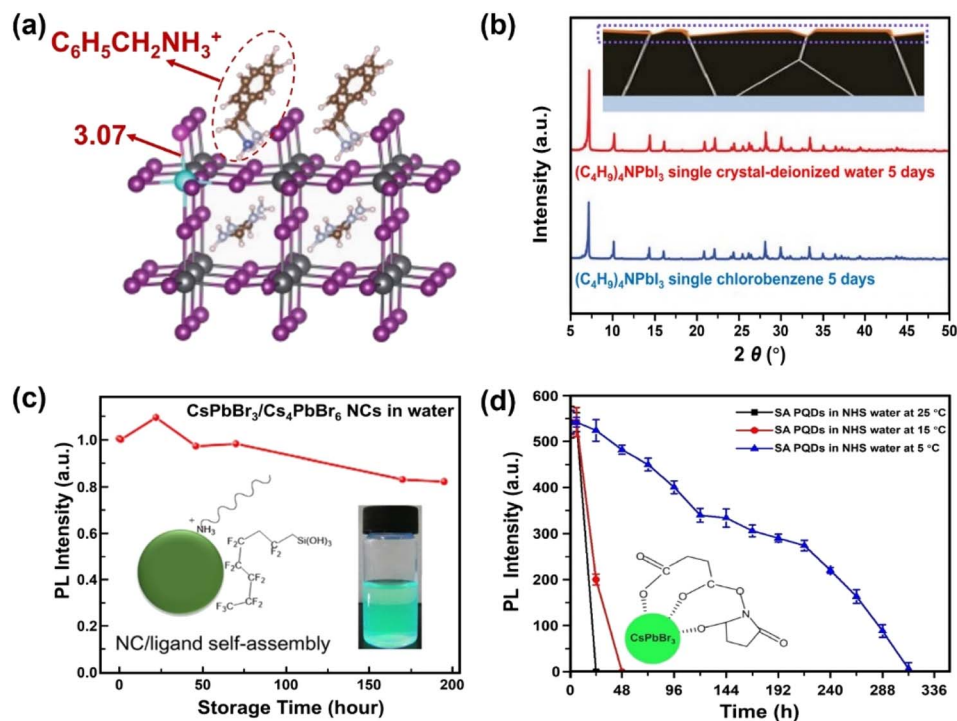 (a)
C₆H₅CH₂NH₃⁺
3.07
(b)
Intensity (a.u.)
(C₄H₉)₄NPbI₃ single crystal-deionized water 5 days
(C₄H₉)₄NPbI₃ single chlorobenzene 5 days
5 10 15 20 25 30 35 40 45 50
2 θ (°)
(c)
CsPbBr₃/Cs₄PbBr₆ NCs in water
PL Intensity (a.u.)
1.0
0.8
0.6
0.4
0.2
0.0
+
NH₃
F₂
C
Si(OH)₃
F₂
C
C
F₂
C
F₂
CF₂
F₂C
CF₂
F₃C
CF₂
NC/ligand self-assembly
0 50 100 150 200
Storage Time (hour)
(d)
PL Intensity (a.u.)
600
500
400
300
200
100
0
SA PQDs in NHS water at 25 °C
SA PQDs in NHS water at 15 °C
SA PQDs in NHS water at 5 °C
O
O
C
O
O
N
O
O
CsPbBr₃
0 48 96 144 192 240 288 336
Time (h)